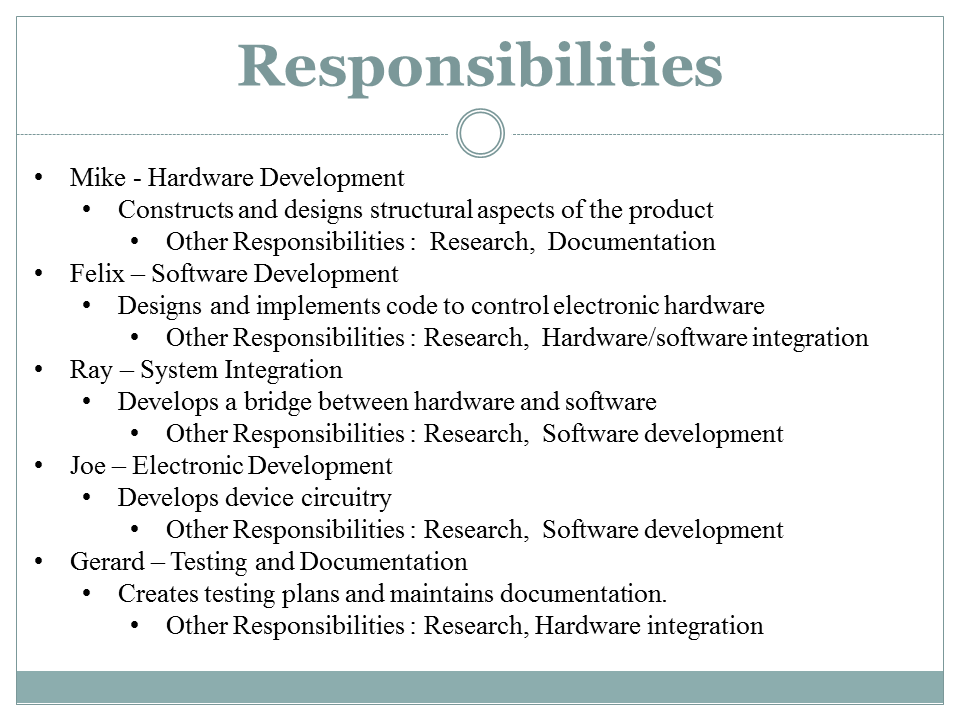 Responsibilities
• Mike - Hardware Development
• Constructs and designs structural aspects of the product
• Other Responsibilities :  Research,  Documentation
• Felix – Software Development
• Designs and implements code to control electronic hardware
• Other Responsibilities : Research,  Hardware/software integration
• Ray – System Integration
• Develops a bridge between hardware and software
• Other Responsibilities : Research,  Software development
• Joe – Electronic Development
• Develops device circuitry
• Other Responsibilities : Research,  Software development
• Gerard – Testing and Documentation
• Creates testing plans and maintains documentation.
• Other Responsibilities : Research, Hardware integration